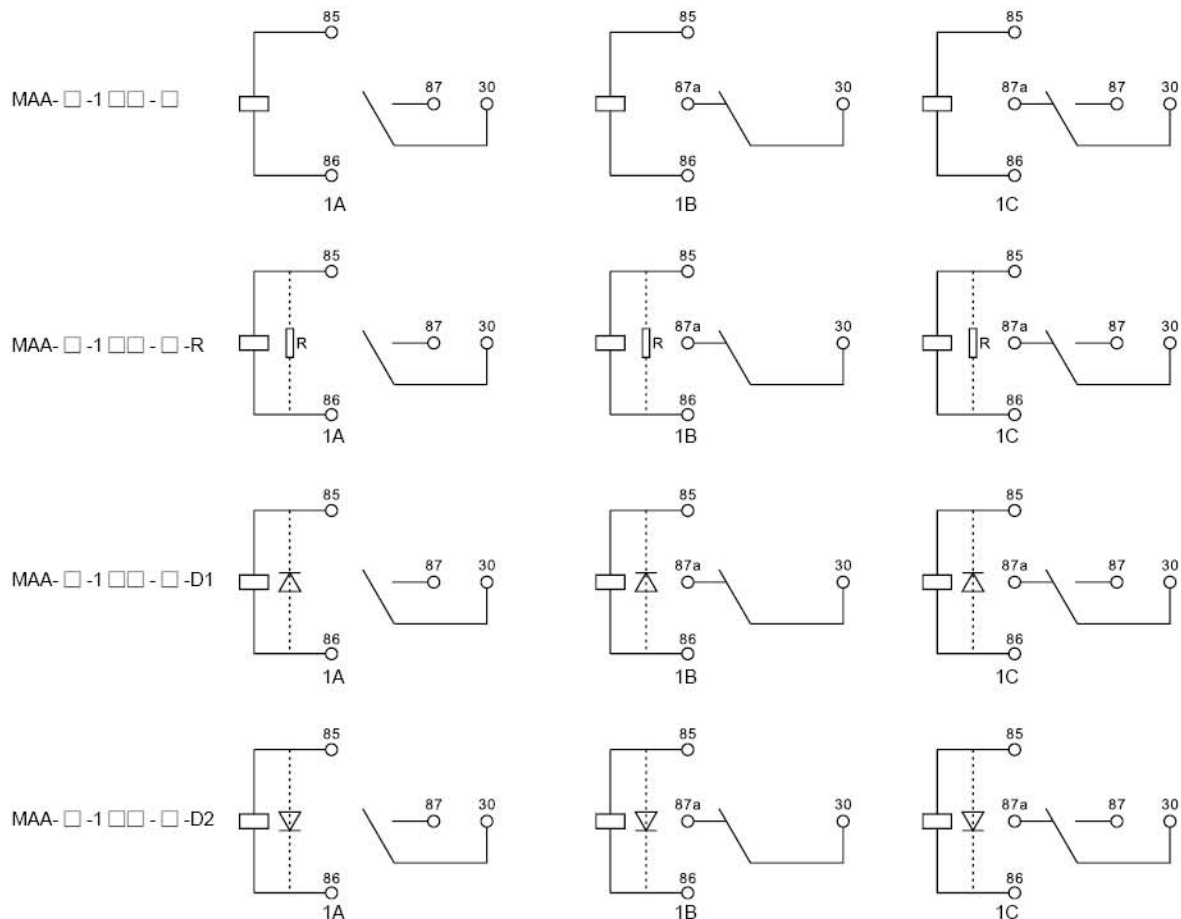 85 85 85
MAA- □ -1 □□ - □ 87 30 87a 30 87a 87 30
86 86 86
1A 1B 1C
85 85 85
MAA- □ -1 □□ - □ -R R 87 30 R 87a 30 R 87a 87 30
86 86 86
1A 1B 1C
85 85 85
MAA- □ -1 □□ - □ -D1 87 30 87a 30 87a 87 30
86 86 86
1A 1B 1C
85 85 85
MAA- □ -1 □□ - □ -D2 87 30 87a 30 87a 87 30
86 86 86
1A 1B 1C